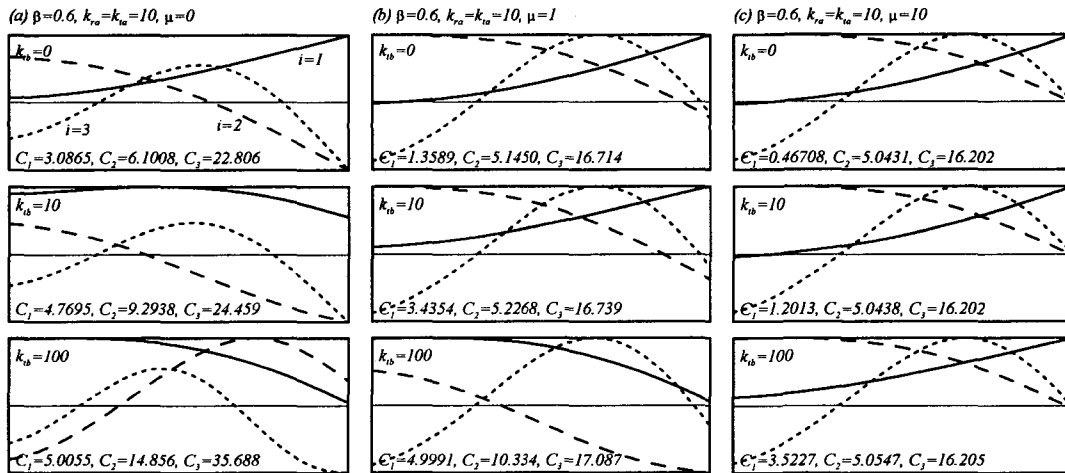 (a) β=0.6, k_ra=k_ta=10, μ=0
(b) β=0.6, k_ra=k_ta=10, μ=1
(c) β=0.6, k_ra=k_ta=10, μ=10
k_tb=0
i=1
i=3
i=2
C_1=3.0865, C_2=6.1008, C_3=22.806
k_tb=0
C_1=1.3589, C_2=5.1450, C_3=16.714
k_tb=0
C_1=0.46708, C_2=5.0431, C_3=16.202
k_tb=10
C_1=4.7695, C_2=9.2938, C_3=24.459
k_tb=10
C_1=3.4354, C_2=5.2268, C_3=16.739
k_tb=10
C_1=1.2013, C_2=5.0438, C_3=16.202
k_tb=100
C_1=5.0055, C_2=14.856, C_3=35.688
k_tb=100
C_1=4.9991, C_2=10.334, C_3=17.087
k_tb=100
C_1=3.5227, C_2=5.0547, C_3=16.205